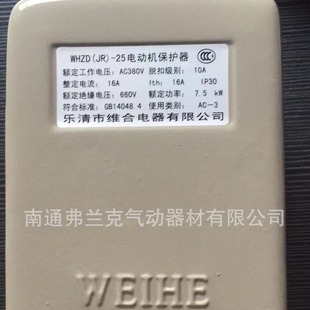 WHZD(JR)-25电动机保护器
额定工作电压: AC380V 脱扣级别: 10A
整定电流: 16A Ith: 16A IP30
额定绝缘电压: 660V 额定功率: 7.5 kW
符合标准: GB14048.4 使用类别: AC-3
乐清市维合电器有限公司
南通弗兰克气动器材有限公司
WEIHE